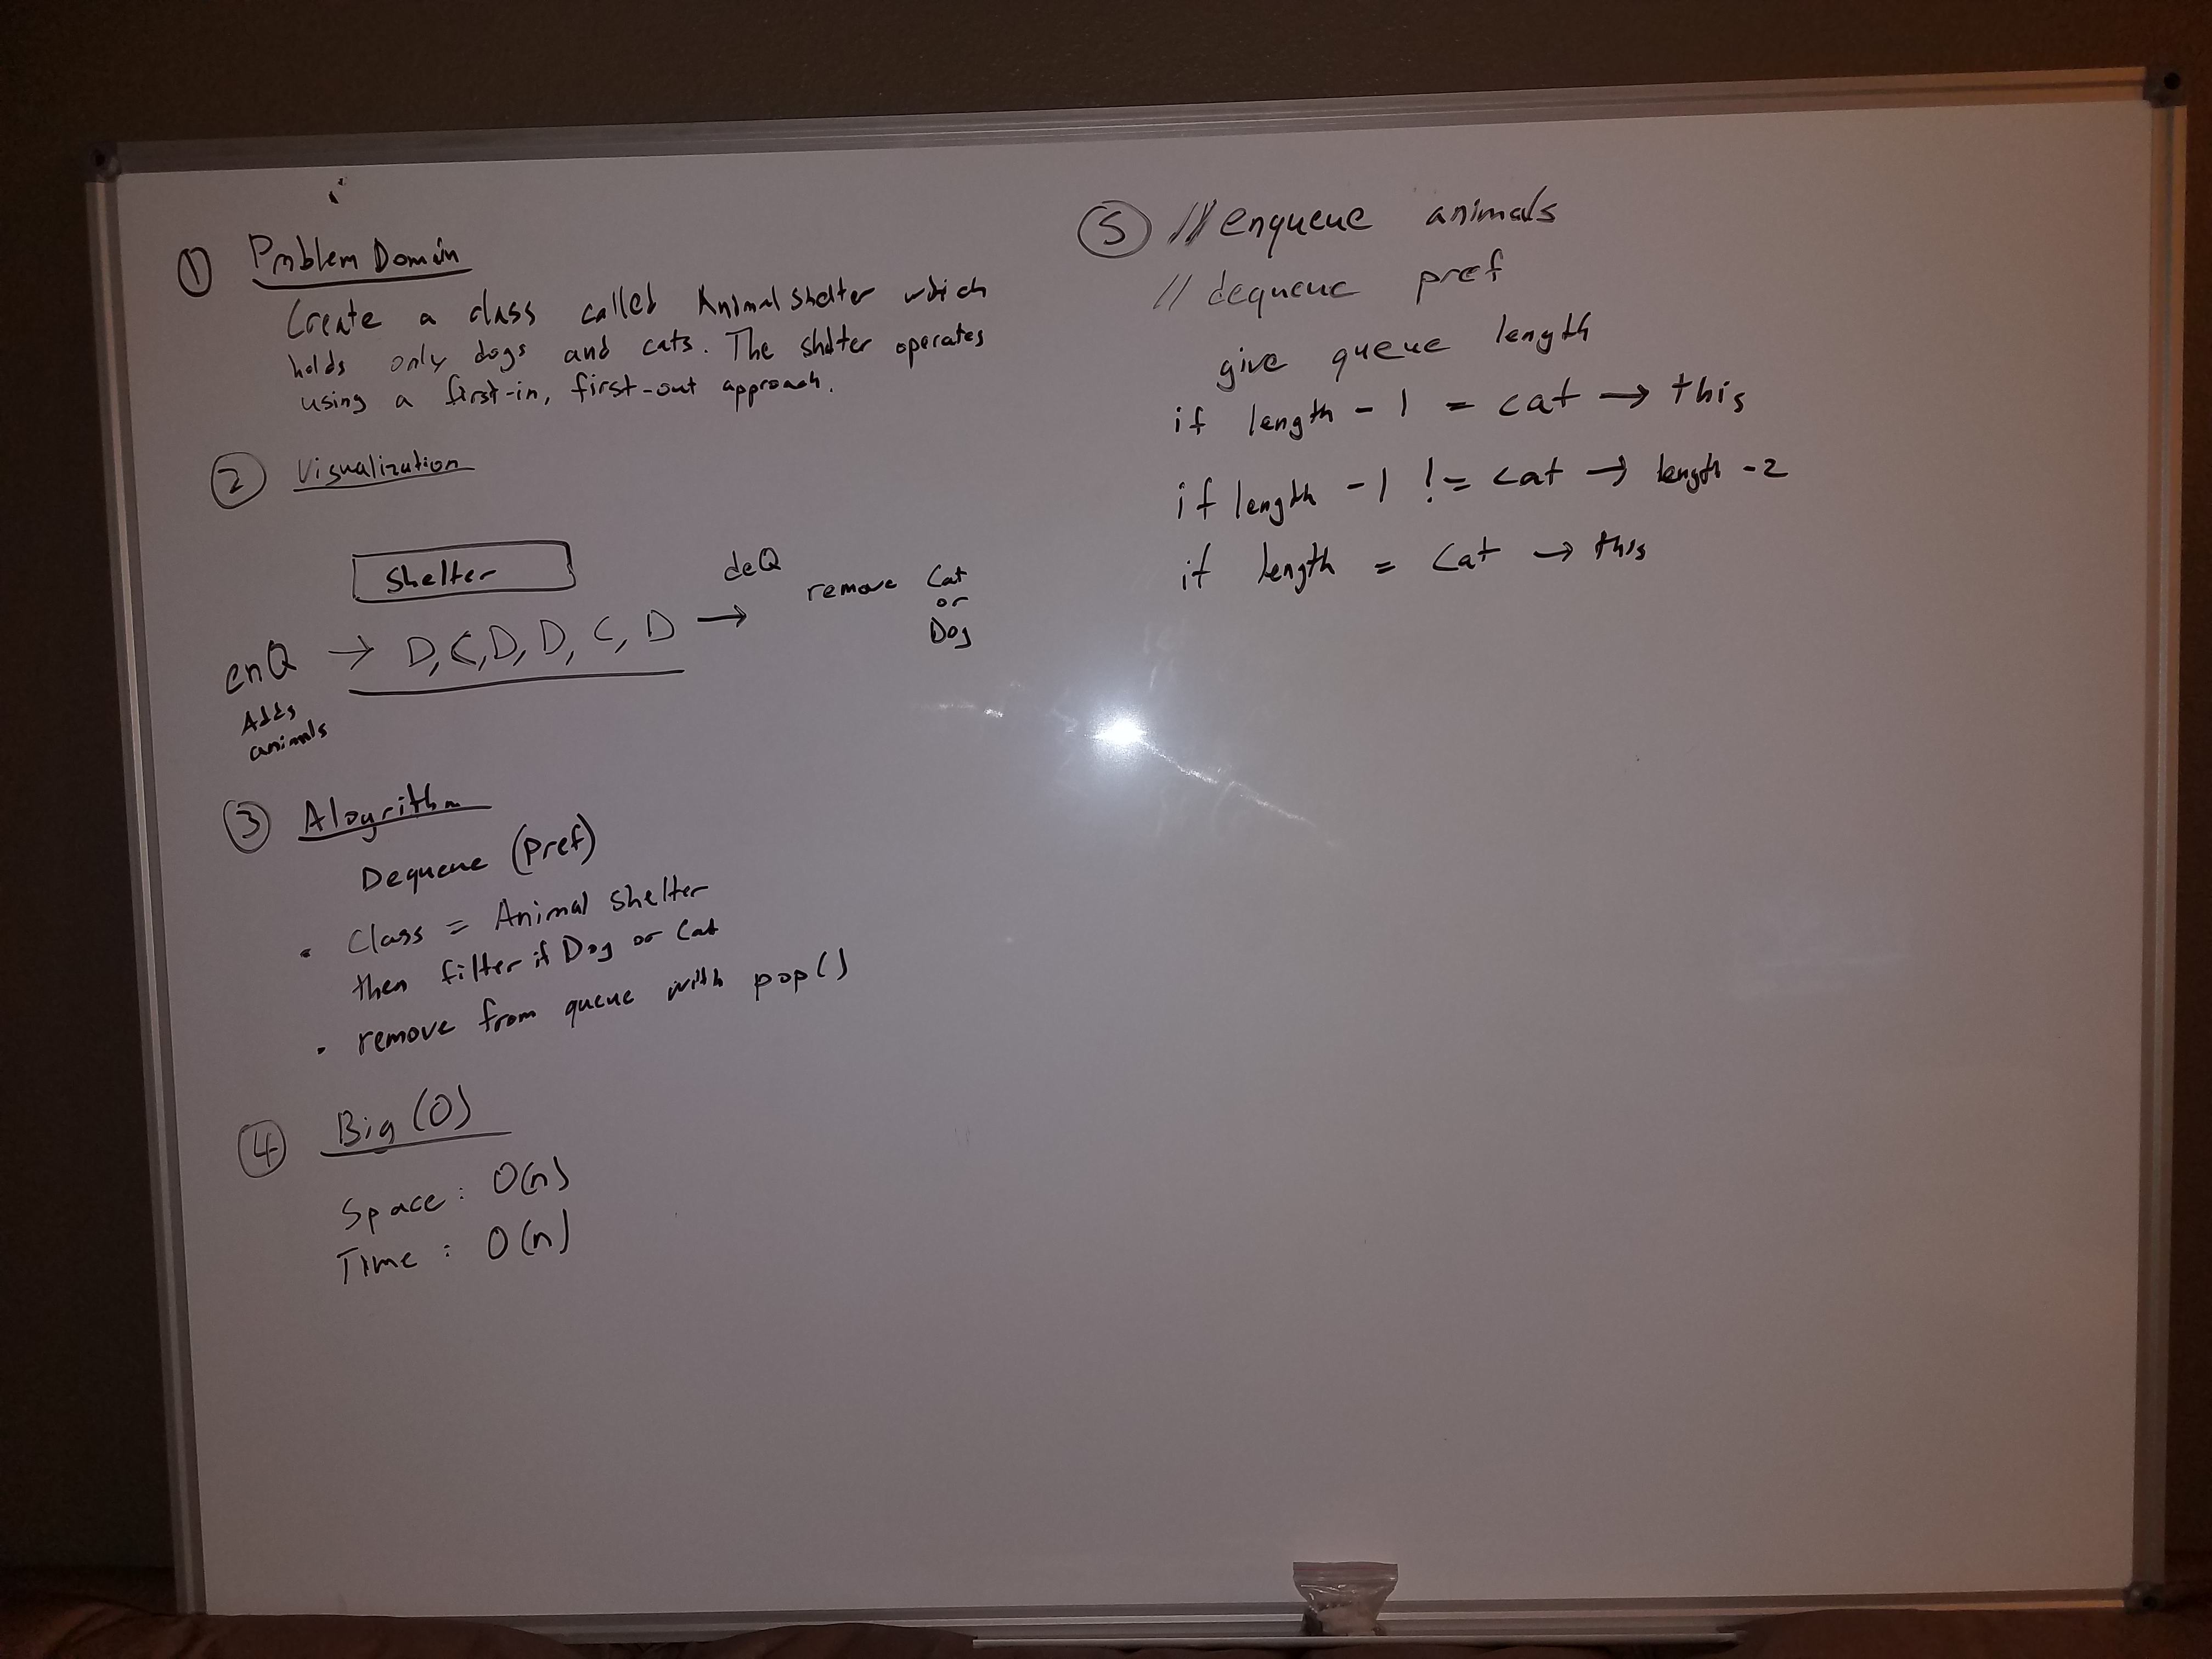 ① Problem Domain
Create a class called AnimalShelter which
holds only dogs and cats. The shelter operates
using a first-in, first-out approach.
② Visualization
Shelter
enQ → D, C, D, D, C, D → deQ
remove Cat
or
Dog
Adds
animals
③ Alogrithm
Dequeue (pref)
• Class = Animal Shelter
then filter if Dog or Cat
• remove from queue with pop()
④ Big (O)
Space : O(n)
Time : O(n)
⑤ // enqueue animals
// dequeue pref
give queue length
if length - 1 = cat → this
if length - 1 != cat → length - 2
if length = cat → this